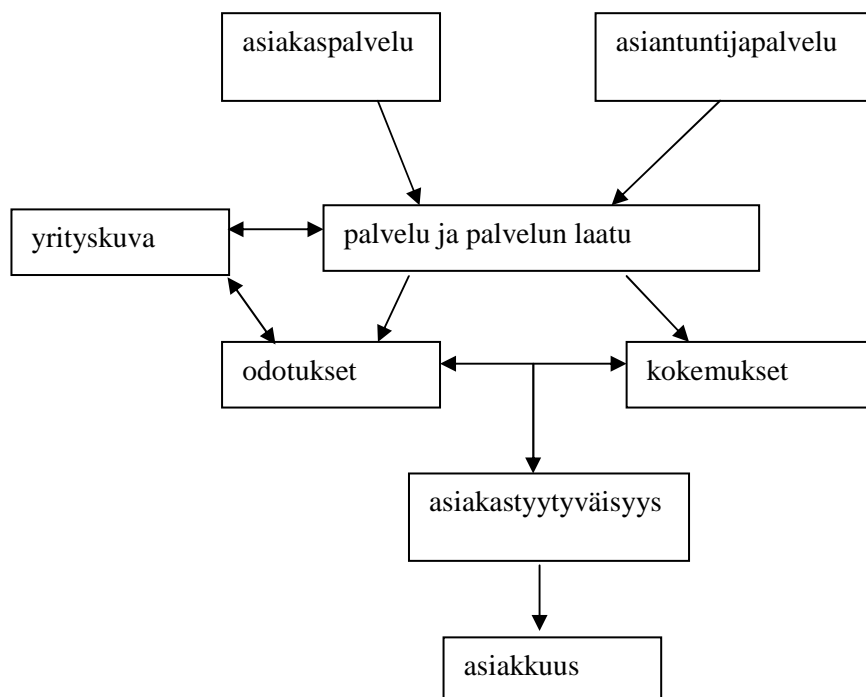 asiakaspalvelu
asiantuntijapalvelu
yrityskuva
palvelu ja palvelun laatu
odotukset
kokemukset
asiakastyytyväisyys
asiakkuus